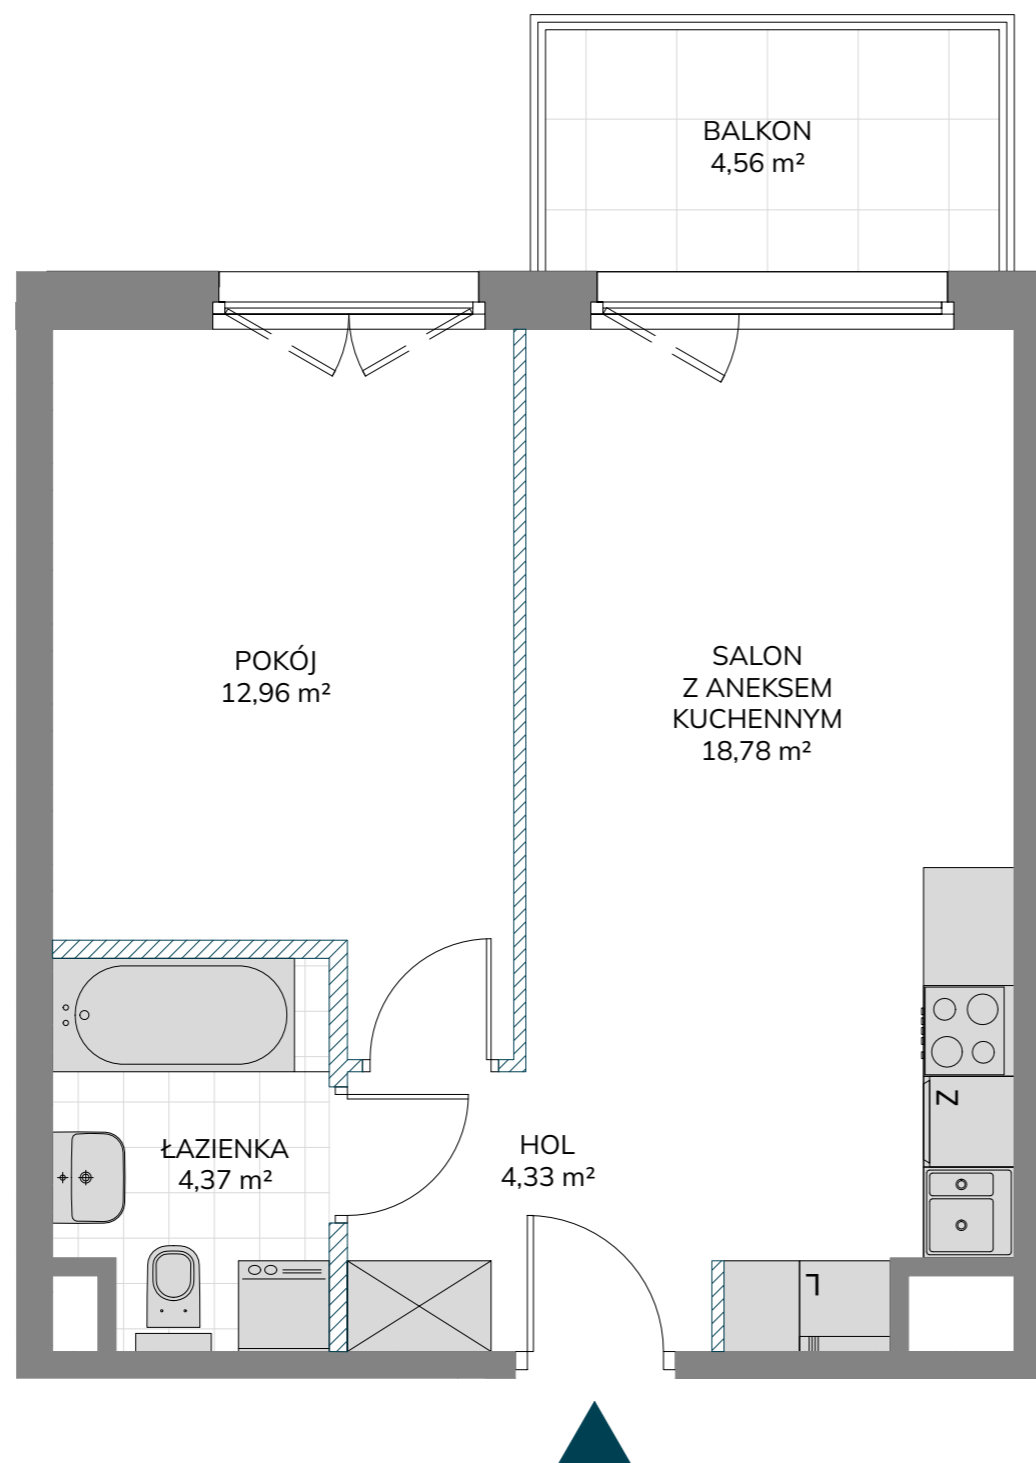 BALKON
4,56 m²
POKÓJ
12,96 m²
SALON
Z ANEKSEM
KUCHENNYM
18,78 m²
Z
ŁAZIENKA
4,37 m²
HOL
4,33 m²
L